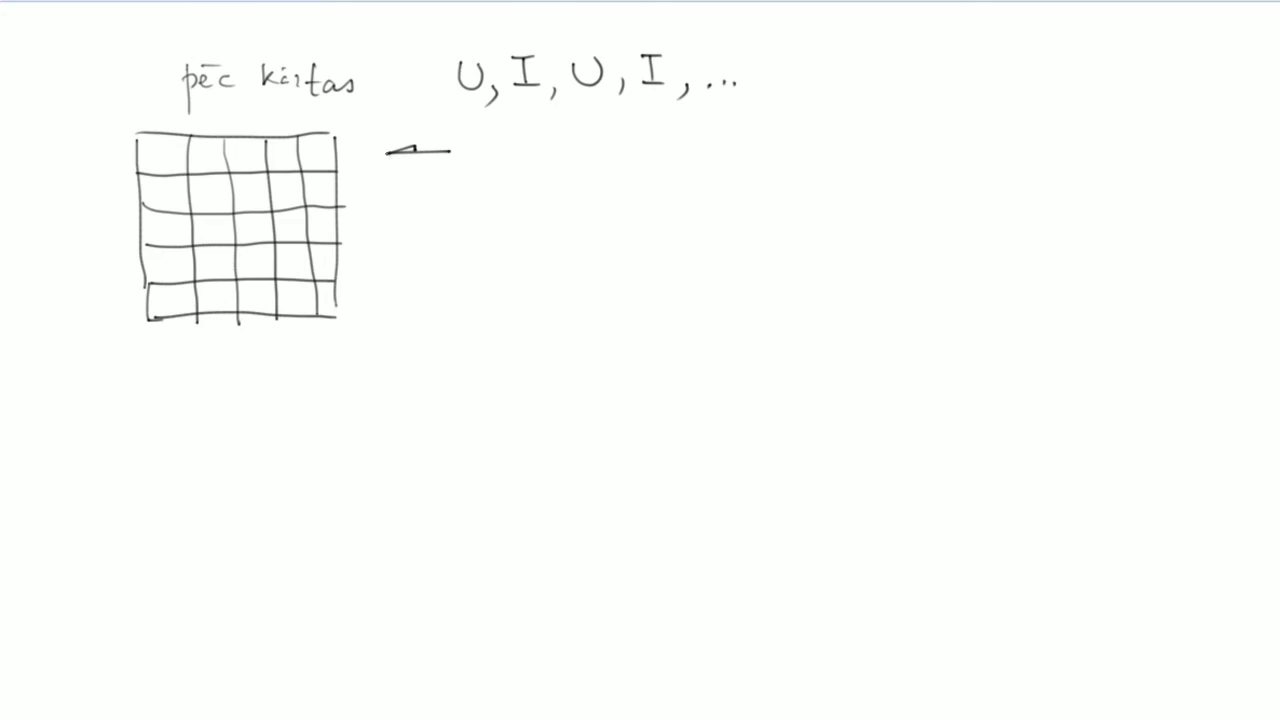 pēc kārtas U, I, U, I, ...